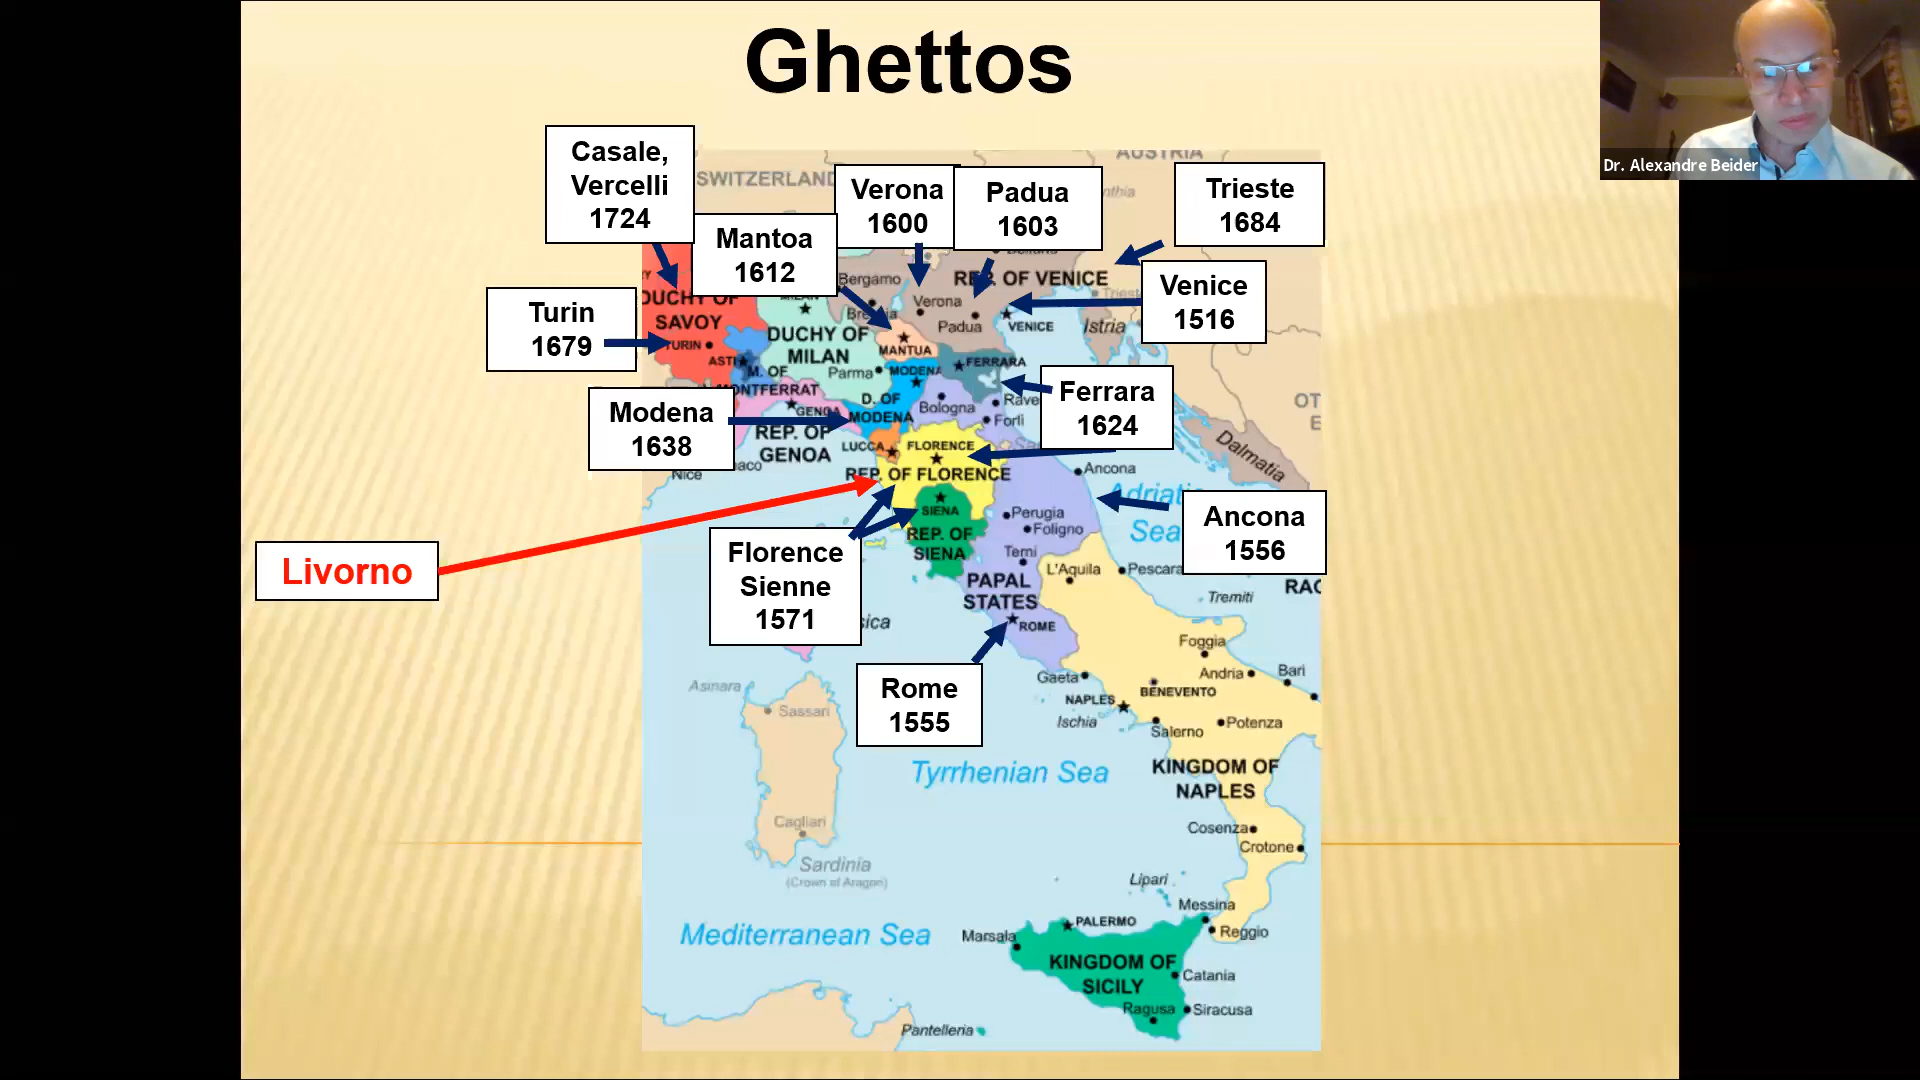 Ghettos
Dr. Alexandre Beider
Casale,
Vercelli
1724
Mantoa
1612
Verona
1600
Padua
1603
Trieste
1684
Venice
1516
Turin
1679
Modena
1638
Ferrara
1624
Livorno
Florence
Sienne
1571
Ancona
1556
Rome
1555
SWITZERLAND
AUSTRIA
Bergamo
REP. OF VENICE
DUCHY OF
SAVOY
TURIN
ASTI
M. OF
MONTFERRAT
DUCHY OF
MILAN
Parma
Verona
Padua
VENICE
Istria
MANTUA
FERRARA
MODENA
D. OF
MODENA
Bologna
Rave
Forlì
GENOA
REP. OF
GENOA
Nice
LUCCA
FLORENCE
REP. OF FLORENCE
Ancona
Dalmatia
Adriatic
Sea
SIENA
REP. OF
SIENA
Perugia
Foligno
Terni
L'Aquila
Pescara
Tremiti
PAPAL
STATES
ROME
Foggia
Andria
Bari
Gaeta
BENEVENTO
NAPLES
Ischia
Salerno
Potenza
Asinara
Sassari
Tyrrhenian Sea
KINGDOM OF
NAPLES
Cagliari
Sardinia
(Crown of Aragon)
Cosenza
Crotone
Lipari
Messina
Reggio
Mediterranean Sea
Marsala
PALERMO
KINGDOM OF
SICILY
Catania
Ragusa
Siracusa
Pantelleria